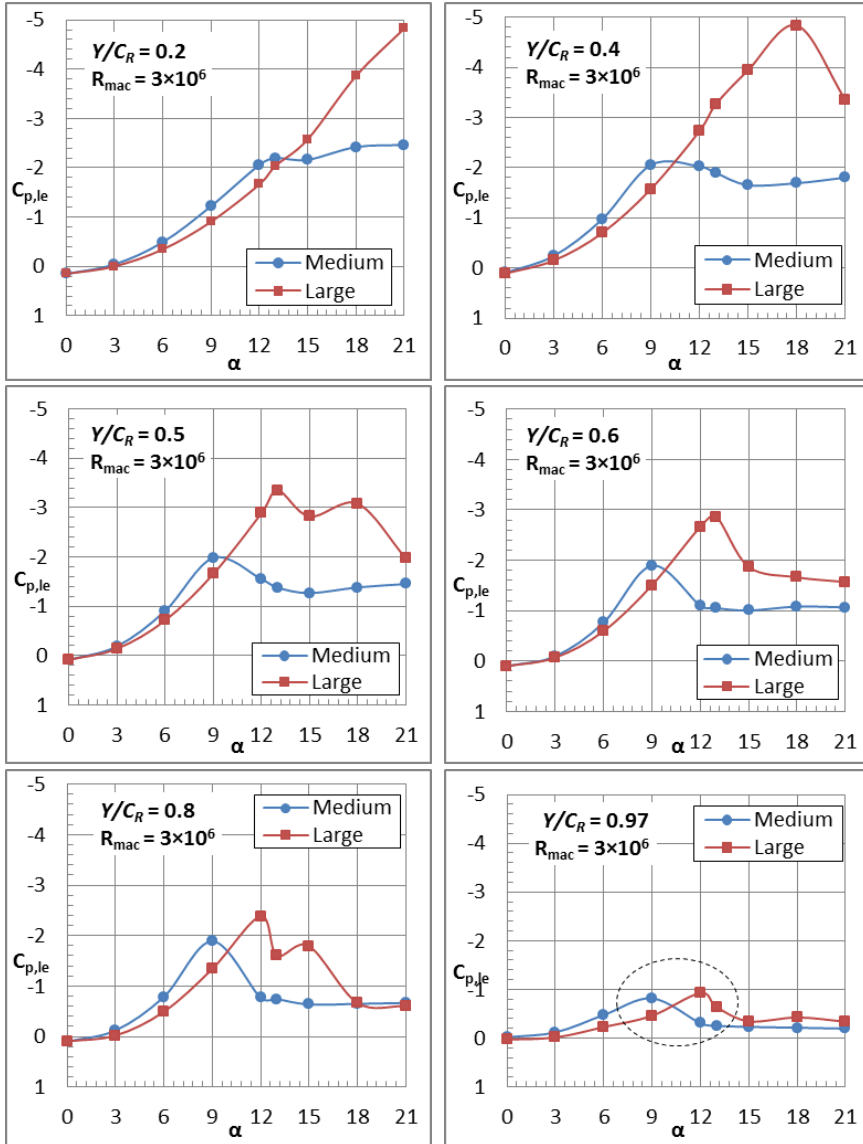 Y/C_R = 0.2
R_mac = 3×10^6
-5
-4
-3
-2
-1
0
1
C_p,le
Medium
Large
0 3 6 9 12 15 18 21
α
Y/C_R = 0.4
R_mac = 3×10^6
-5
-4
-3
-2
-1
0
1
C_p,le
Medium
Large
0 3 6 9 12 15 18 21
α
Y/C_R = 0.5
R_mac = 3×10^6
-5
-4
-3
-2
-1
0
1
C_p,le
Medium
Large
0 3 6 9 12 15 18 21
α
Y/C_R = 0.6
R_mac = 3×10^6
-5
-4
-3
-2
-1
0
1
C_p,le
Medium
Large
0 3 6 9 12 15 18 21
α
Y/C_R = 0.8
R_mac = 3×10^6
Medium
Large
-5
-4
-3
-2
-1
0
1
C_p,le
0 3 6 9 12 15 18 21
α
Y/C_R = 0.97
R_mac = 3×10^6
Medium
Large
-5
-4
-3
-2
-1
0
1
C_p,le
0 3 6 9 12 15 18 21
α